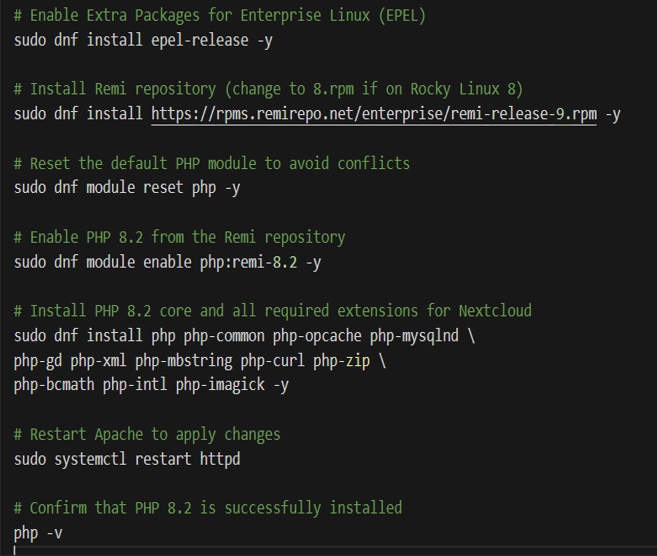 # Enable Extra Packages for Enterprise Linux (EPEL)
sudo dnf install epel-release -y
# Install Remi repository (change to 8.rpm if on Rocky Linux 8)
sudo dnf install https://rpms.remirepo.net/enterprise/remi-release-9.rpm -y
# Reset the default PHP module to avoid conflicts
sudo dnf module reset php -y
# Enable PHP 8.2 from the Remi repository
sudo dnf module enable php:remi-8.2 -y
# Install PHP 8.2 core and all required extensions for Nextcloud
sudo dnf install php php-common php-opcache php-mysqlnd \
php-gd php-xml php-mbstring php-curl php-zip \
php-bcmath php-intl php-imagick -y
# Restart Apache to apply changes
sudo systemctl restart httpd
# Confirm that PHP 8.2 is successfully installed
php -v